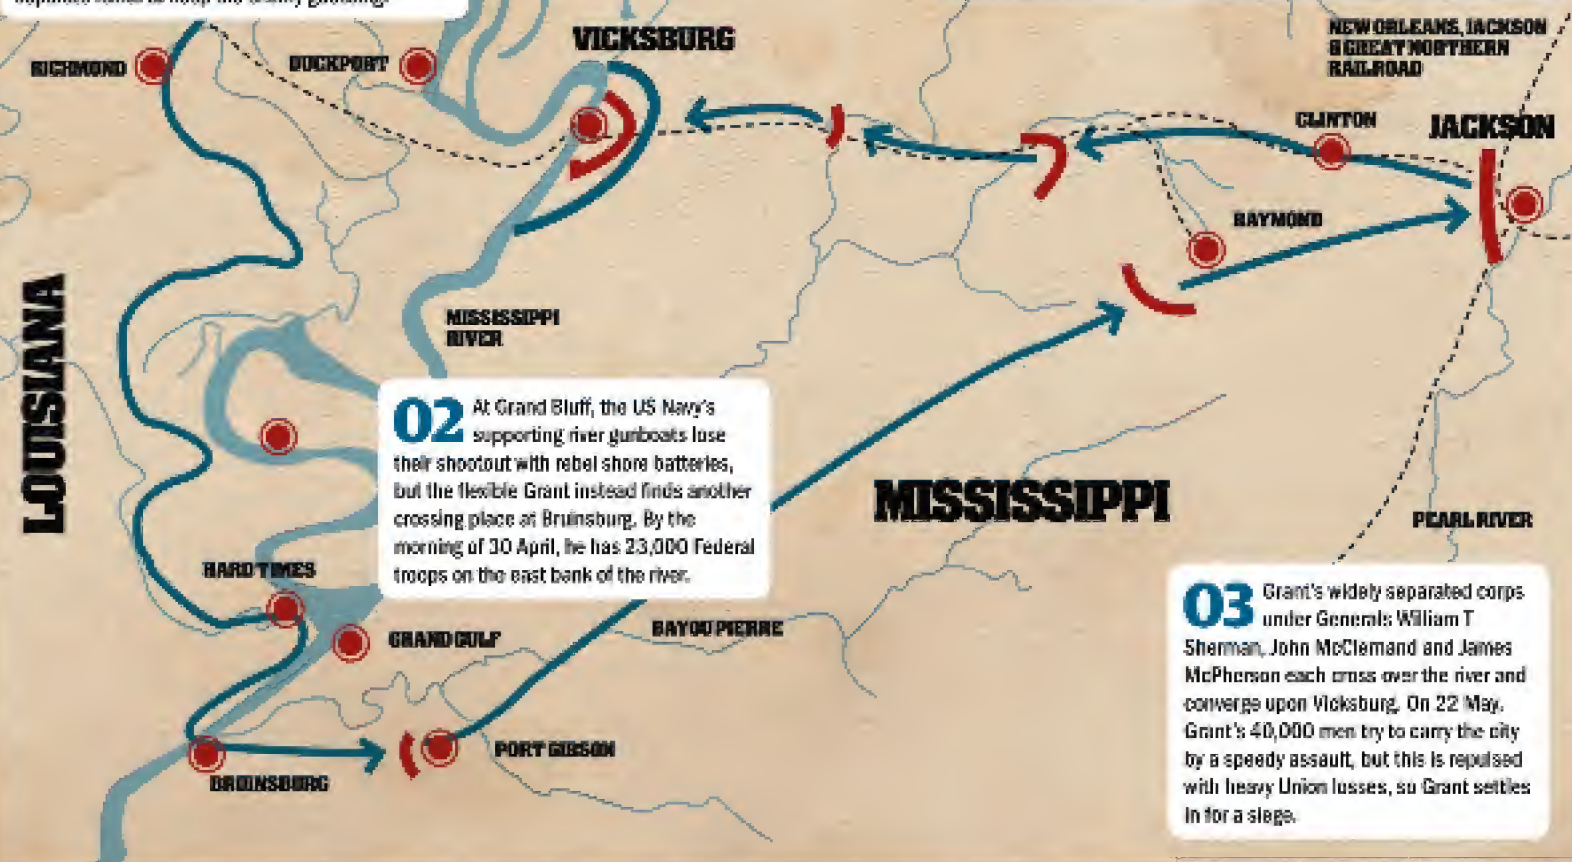 VICKSBURG
NEW ORLEANS, JACKSON
& GREAT NORTHERN
RAILROAD
RICHMOND
DUCKPORT
CLINTON
JACKSON
RAYMOND
LOUISIANA
MISSISSIPPI
RIVER
02 At Grand Bluff, the US Navy's
supporting river gunboats lose
their shootout with rebel shore batteries,
but the flexible Grant instead finds another
crossing place at Bruinsburg. By the
morning of 30 April, he has 23,000 Federal
troops on the east bank of the river.
MISSISSIPPI
PEARL RIVER
HARD TIMES
GRAND GULF
BAYOU PIERRE
03 Grant's widely separated corps
under Generals William T
Sherman, John McClernand and James
McPherson each cross over the river and
converge upon Vicksburg. On 22 May,
Grant's 40,000 men try to carry the city
by a speedy assault, but this is repulsed
with heavy Union losses, so Grant settles
in for a siege.
PORT GIBSON
BRUINSBURG